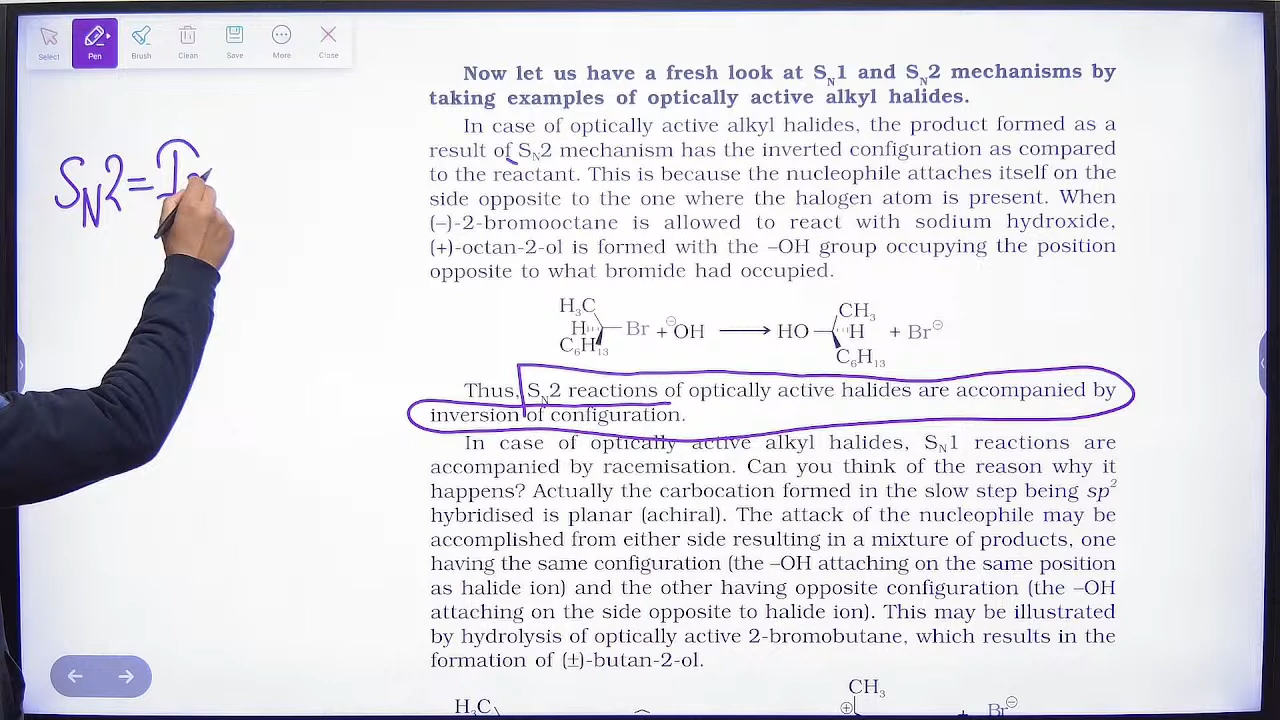 Select Pen Brush Clean Save More Close
Now let us have a fresh look at SN1 and SN2 mechanisms by
taking examples of optically active alkyl halides.
In case of optically active alkyl halides, the product formed as a
result of SN2 mechanism has the inverted configuration as compared
to the reactant. This is because the nucleophile attaches itself on the
side opposite to the one where the halogen atom is present. When
(–)-2-bromooctane is allowed to react with sodium hydroxide,
(+)-octan-2-ol is formed with the –OH group occupying the position
opposite to what bromide had occupied.
SN2 = I
H3C CH3
H Br + ⊖OH ⟶ HO H + Br⊖
C6H13 C6H13
Thus, SN2 reactions of optically active halides are accompanied by
inversion of configuration.
In case of optically active alkyl halides, SN1 reactions are
accompanied by racemisation. Can you think of the reason why it
happens? Actually the carbocation formed in the slow step being sp2
hybridised is planar (achiral). The attack of the nucleophile may be
accomplished from either side resulting in a mixture of products, one
having the same configuration (the –OH attaching on the same position
as halide ion) and the other having opposite configuration (the –OH
attaching on the side opposite to halide ion). This may be illustrated
by hydrolysis of optically active 2-bromobutane, which results in the
formation of (±)-butan-2-ol.
CH3
H3C ⊕ + Br⊖